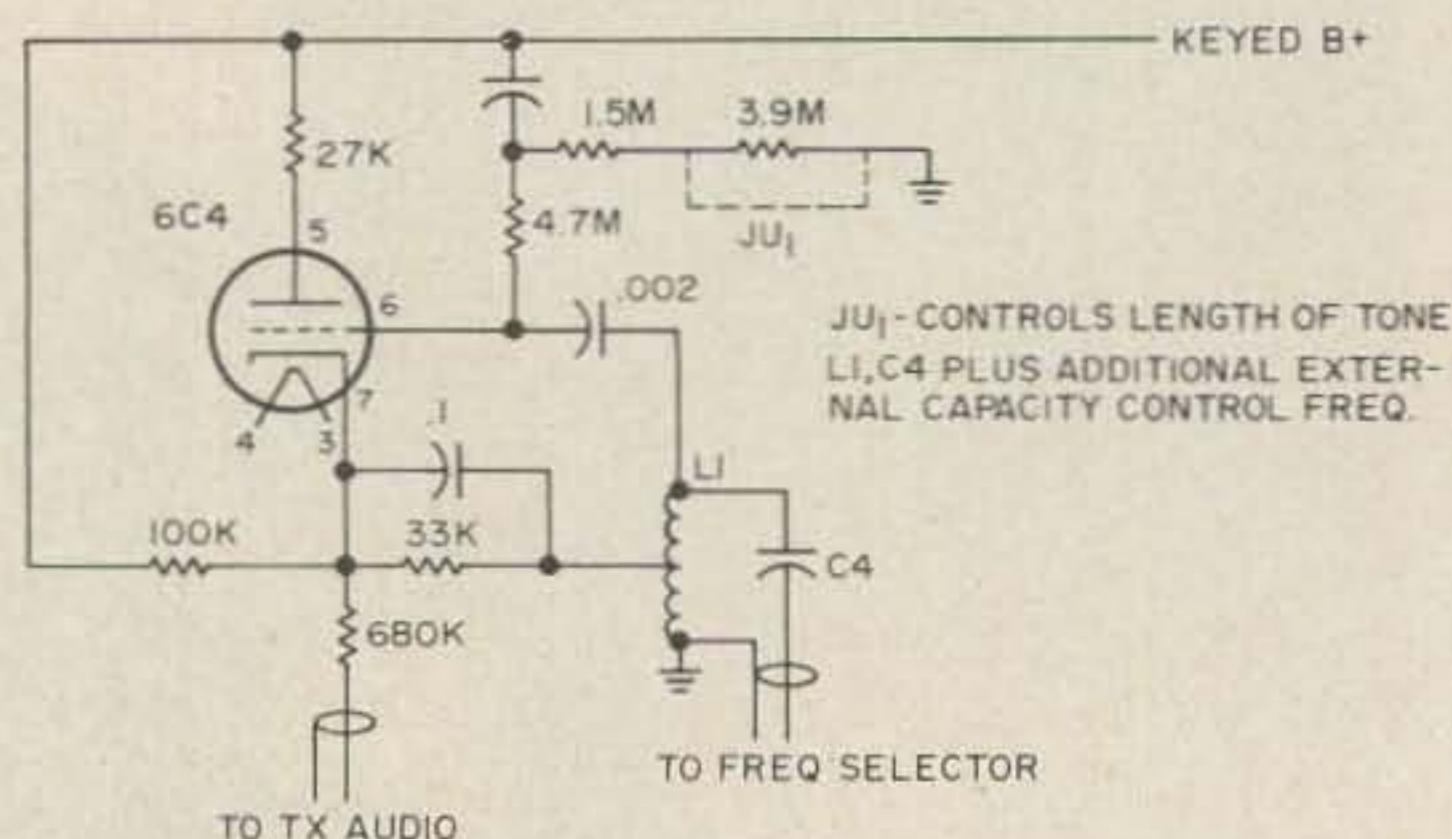 KEYED B+
1.5M
3.9M
27K
6C4
5
4.7M
JU1
6
.002
JU1-CONTROLS LENGTH OF TONE
L1,C4 PLUS ADDITIONAL EXTER-
NAL CAPACITY CONTROL FREQ.
7
4
3
.1
L1
100K
33K
C4
680K
TO FREQ SELECTOR
TO TX AUDIO